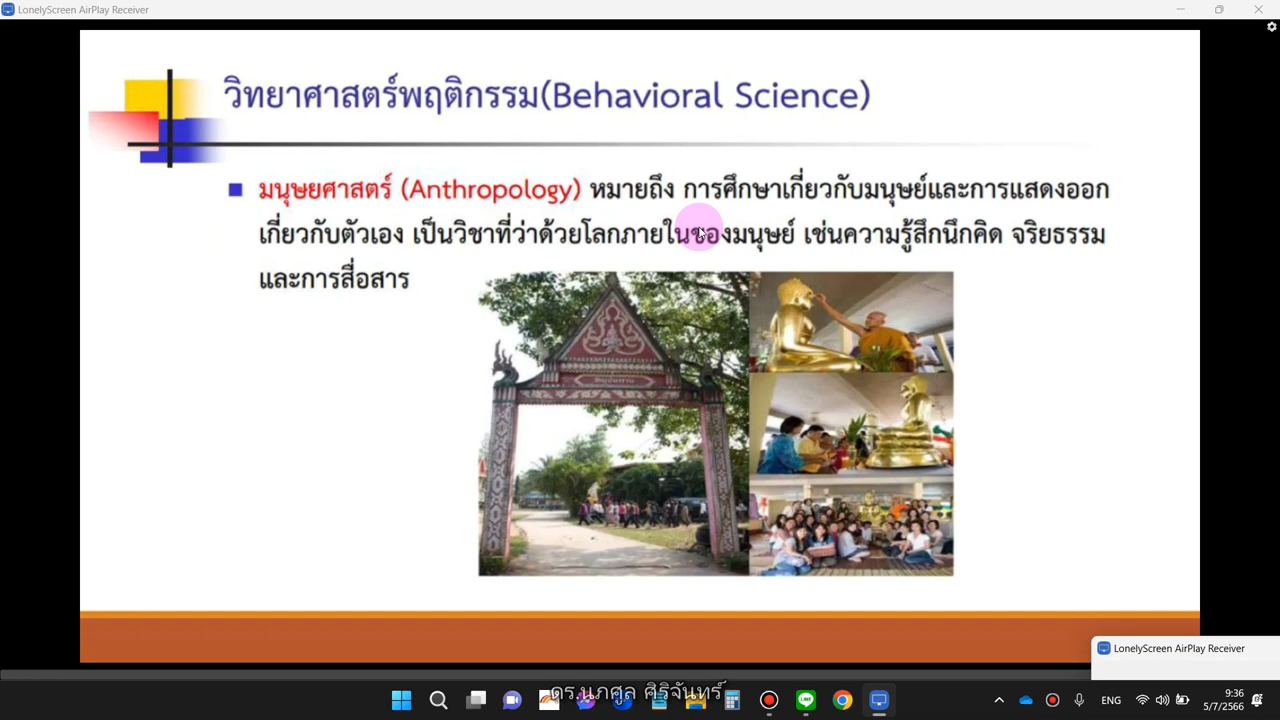 LonelyScreen AirPlay Receiver
วิทยาศาสตร์พฤติกรรม(Behavioral Science)
มนุษยศาสตร์ (Anthropology) หมายถึง การศึกษาเกี่ยวกับมนุษย์และการแสดงออก
เกี่ยวกับตัวเอง เป็นวิชาที่ว่าด้วยโลกภายในของมนุษย์ เช่นความรู้สึกนึกคิด จริยธรรม
และการสื่อสาร
LonelyScreen AirPlay Receiver
ดร.นภศูล ศิริจันทร์
ENG
9:36
5/7/2566